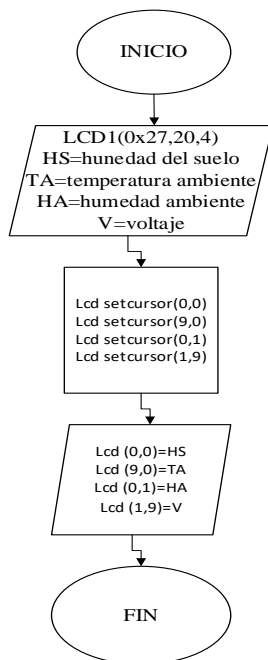 INICIO
LCD1(0x27,20,4)
HS=hunedad del suelo
TA=temperatura ambiente
HA=humedad ambiente
V=voltaje
Lcd setcursor(0,0)
Lcd setcursor(9,0)
Lcd setcursor(0,1)
Lcd setcursor(1,9)
Lcd (0,0)=HS
Lcd (9,0)=TA
Lcd (0,1)=HA
Lcd (1,9)=V
FIN